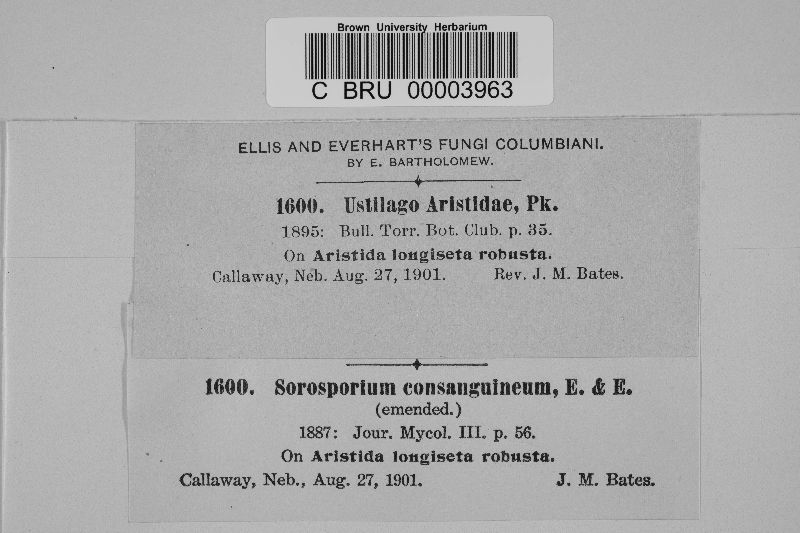 Brown University Herbarium
C BRU 00003963
ELLIS AND EVERHART'S FUNGI COLUMBIANI.
BY E. BARTHOLOMEW.
1600. Ustilago Aristidae, Pk.
1895: Bull. Torr. Bot. Club. p. 35.
On Aristida longiseta robusta.
Callaway, Neb. Aug. 27, 1901. Rev. J. M. Bates.
1600. Sorosporium consanguineum, E. & E.
(emended.)
1887: Jour. Mycol. III. p. 56.
On Aristida longiseta robusta.
Callaway, Neb., Aug. 27, 1901. J. M. Bates.